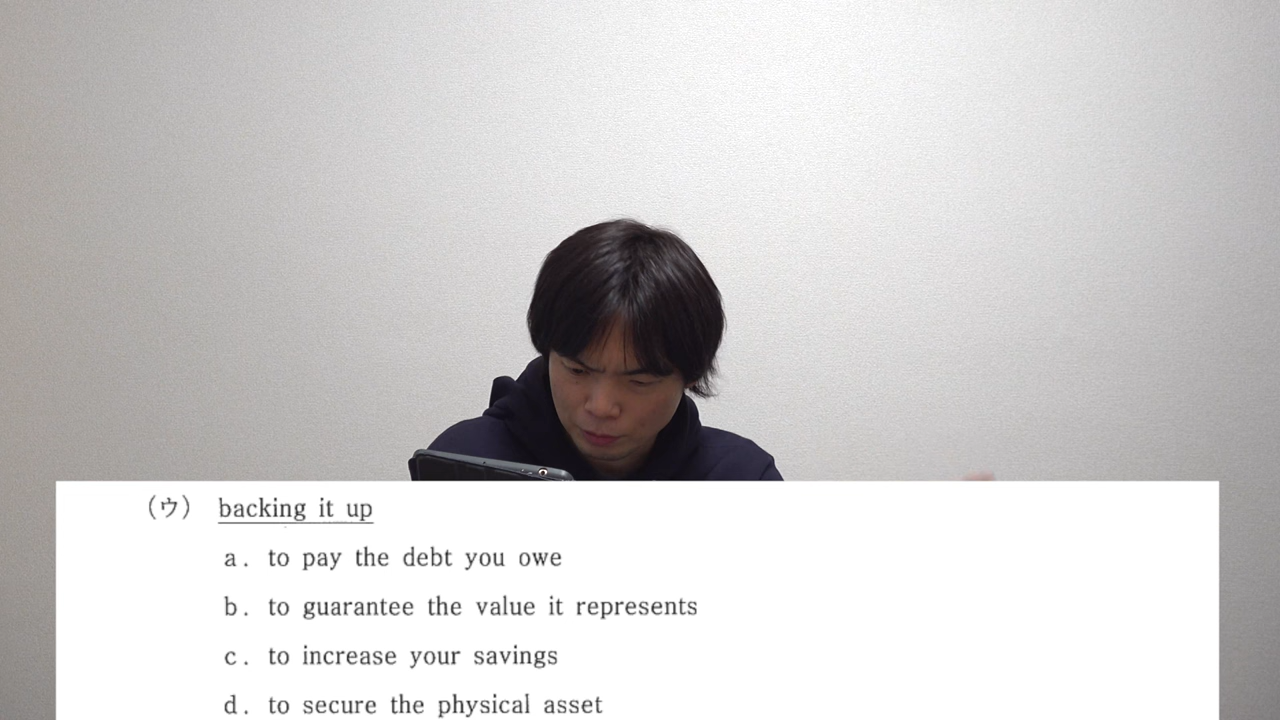 （ウ） backing it up
a. to pay the debt you owe
b. to guarantee the value it represents
c. to increase your savings
d. to secure the physical asset